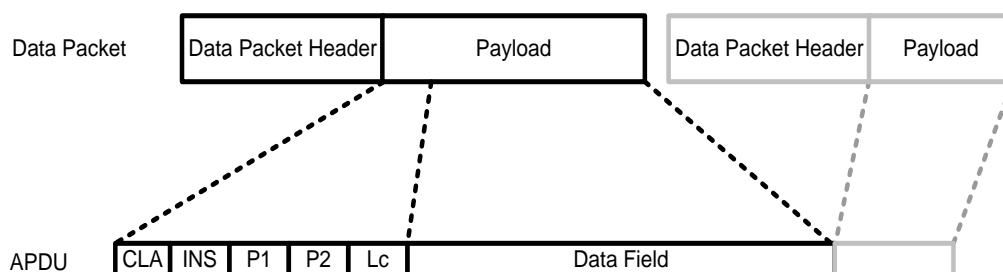 Data Packet Data Packet Header Payload Data Packet Header Payload
APDU CLA INS P1 P2 Lc Data Field